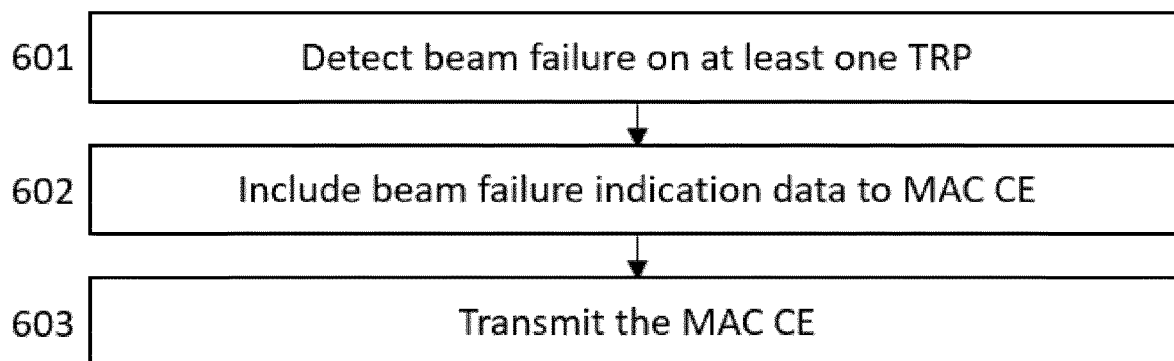 601 Detect beam failure on at least one TRP
602 Include beam failure indication data to MAC CE
603 Transmit the MAC CE